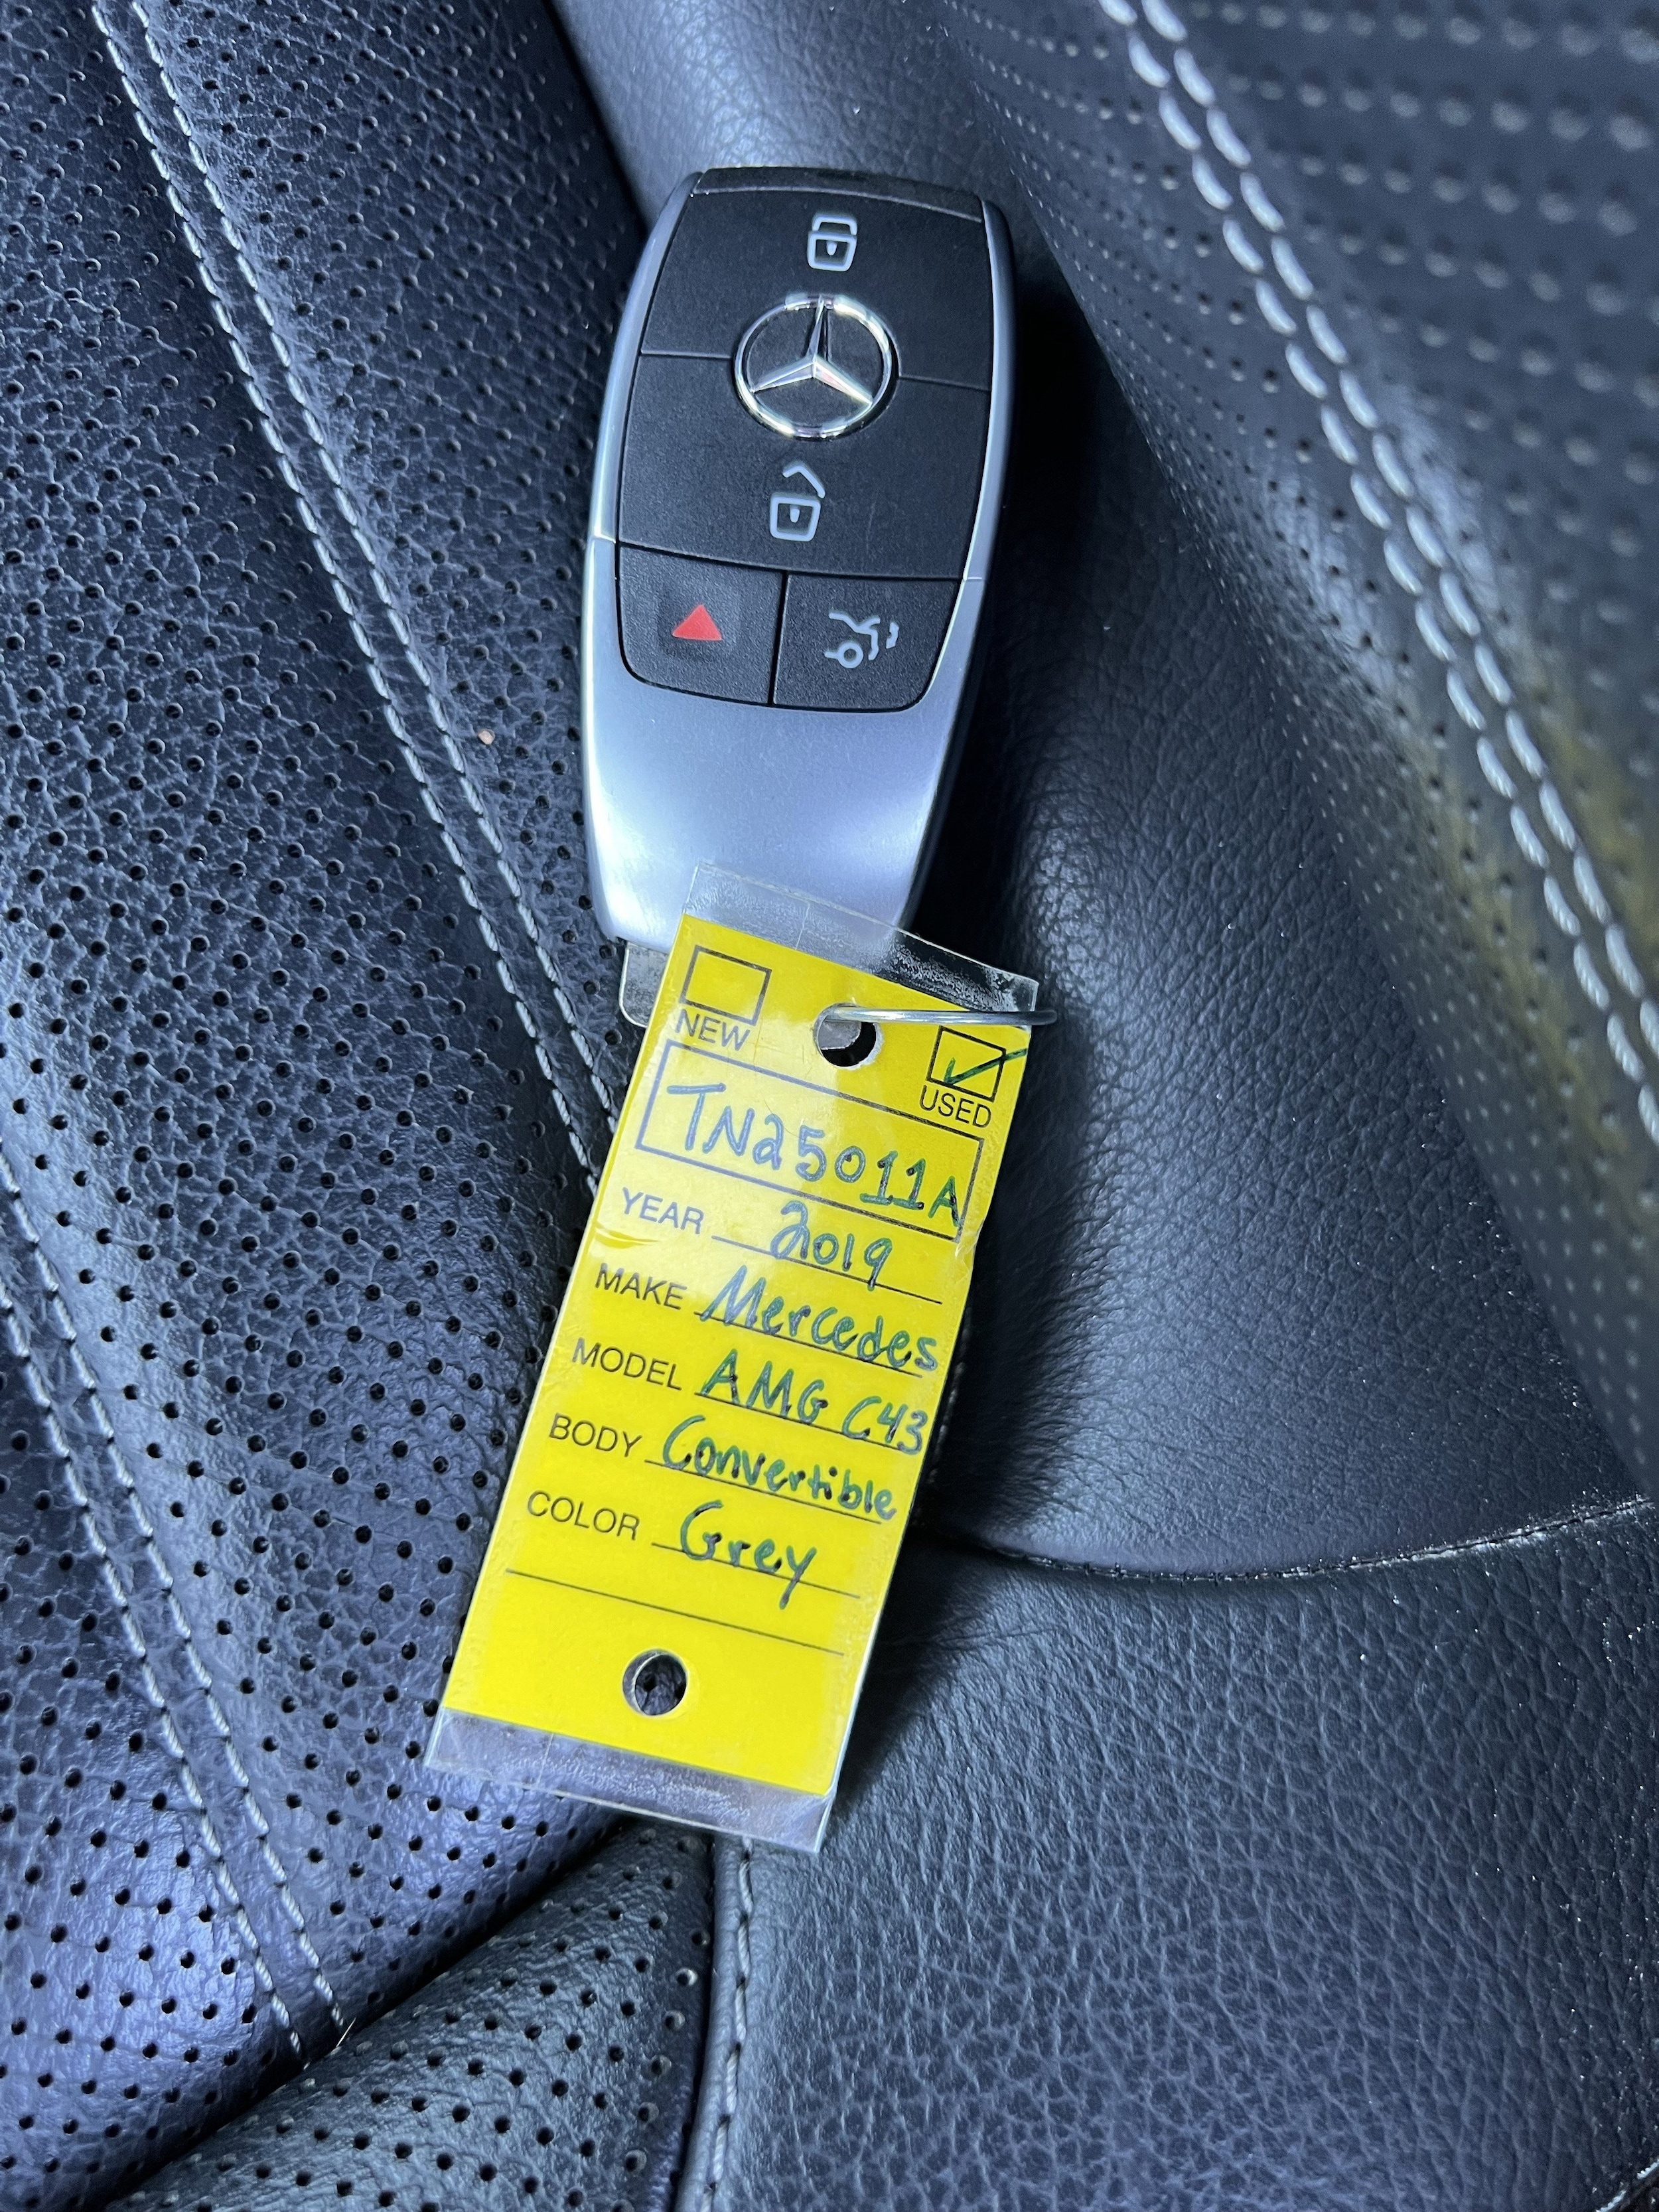 NEW
USED
TN25011A
YEAR 2019
MAKE Mercedes
MODEL AMG C43
BODY Convertible
COLOR Grey